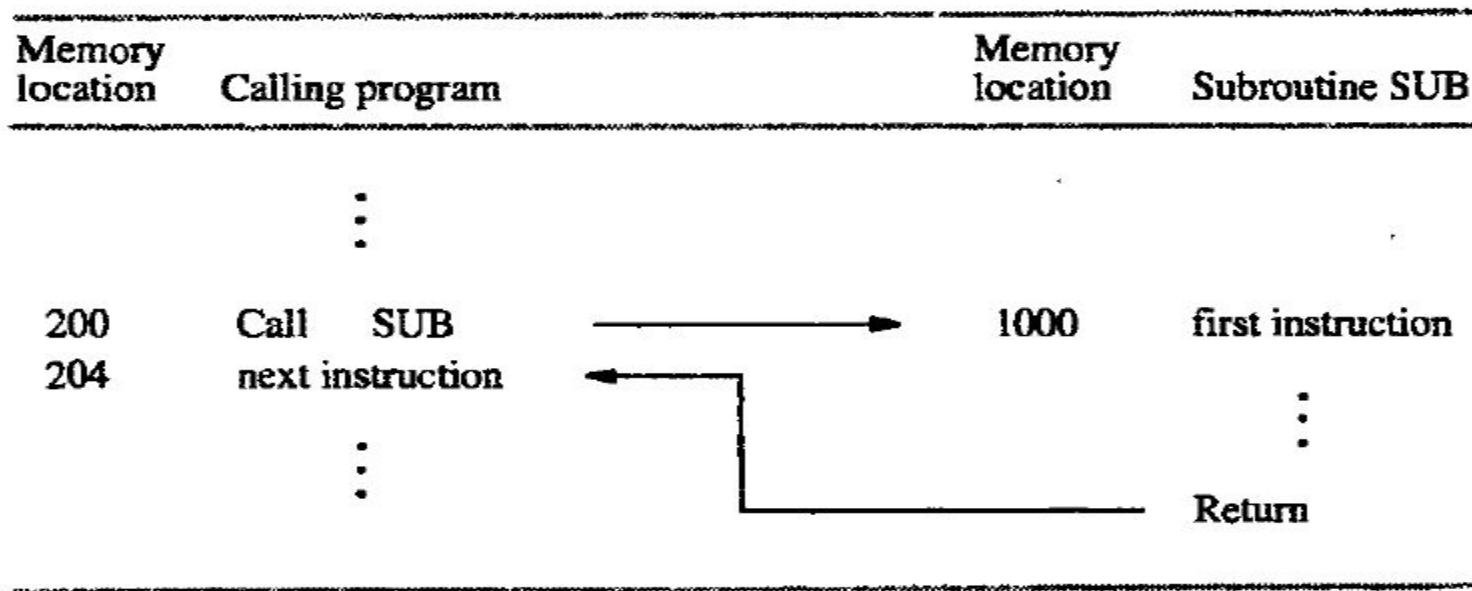 Memory location Calling program Memory location Subroutine SUB
200 Call SUB 1000 first instruction
204 next instruction
Return